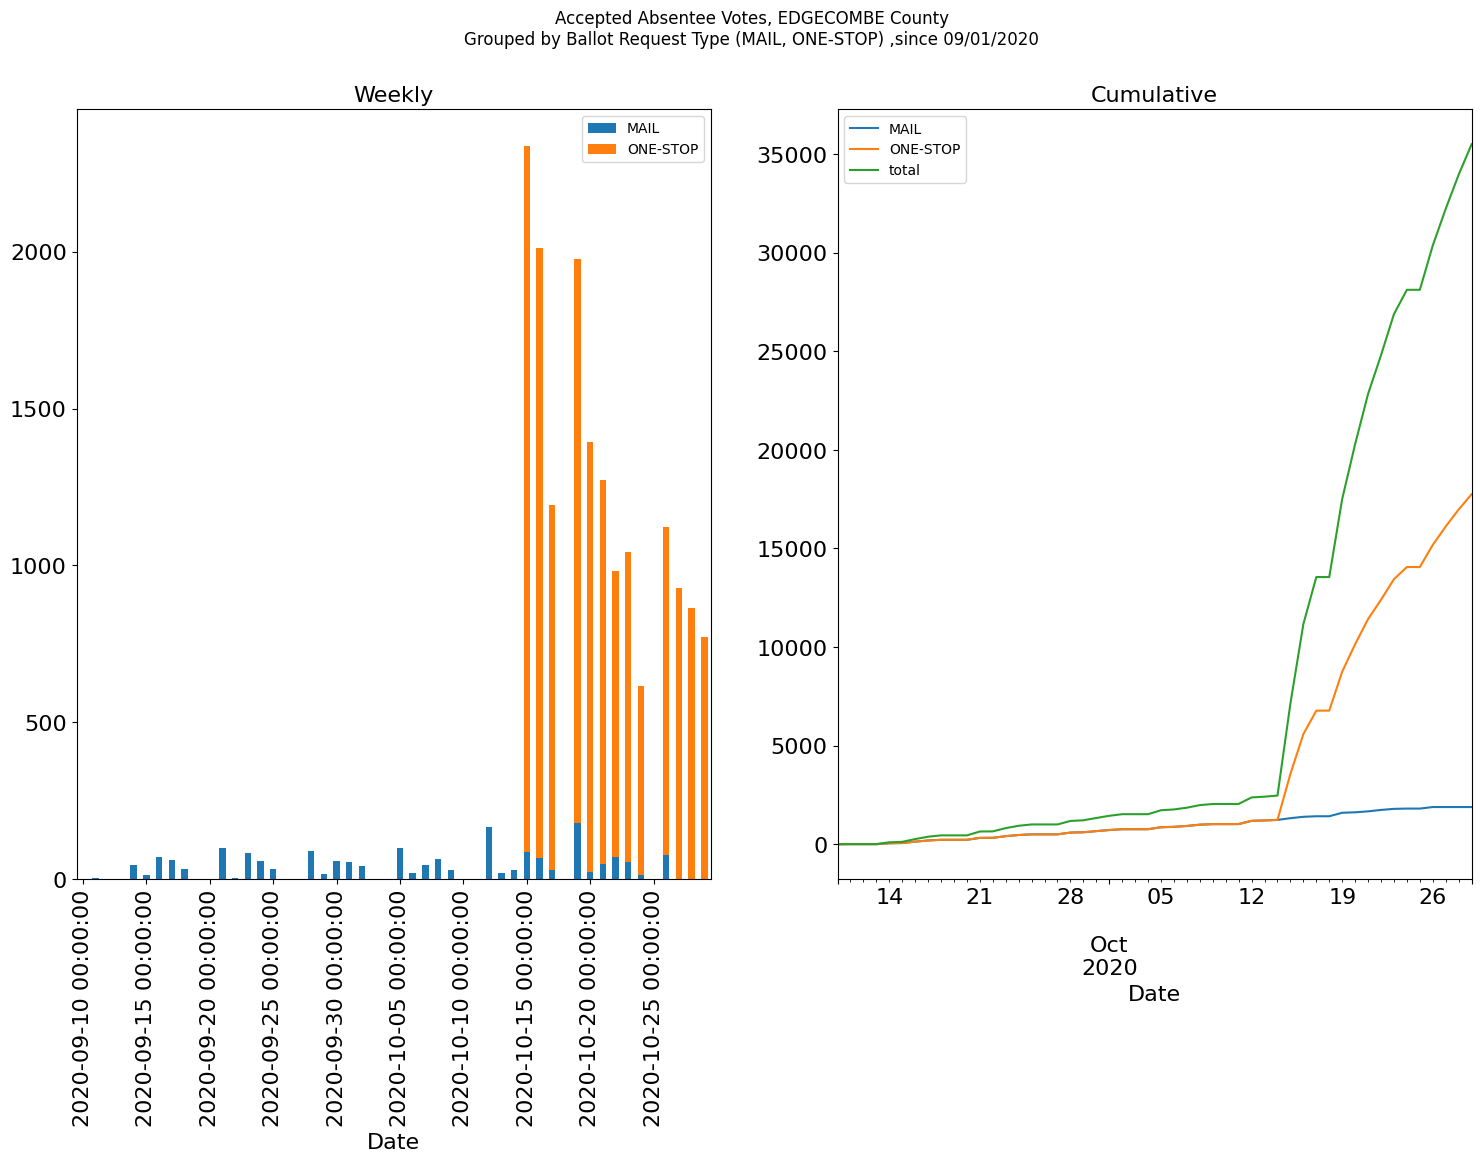 Accepted Absentee Votes, EDGECOMBE County
Grouped by Ballot Request Type (MAIL, ONE-STOP) ,since 09/01/2020
Weekly
MAIL
ONE-STOP
2000
1500
1000
500
0
2020-09-10 00:00:00
2020-09-15 00:00:00
2020-09-20 00:00:00
2020-09-25 00:00:00
2020-09-30 00:00:00
2020-10-05 00:00:00
2020-10-10 00:00:00
2020-10-15 00:00:00
2020-10-20 00:00:00
2020-10-25 00:00:00
Date
Cumulative
MAIL
ONE-STOP
total
35000
30000
25000
20000
15000
10000
5000
0
14 21 28 05 12 19 26
Oct
2020
Date